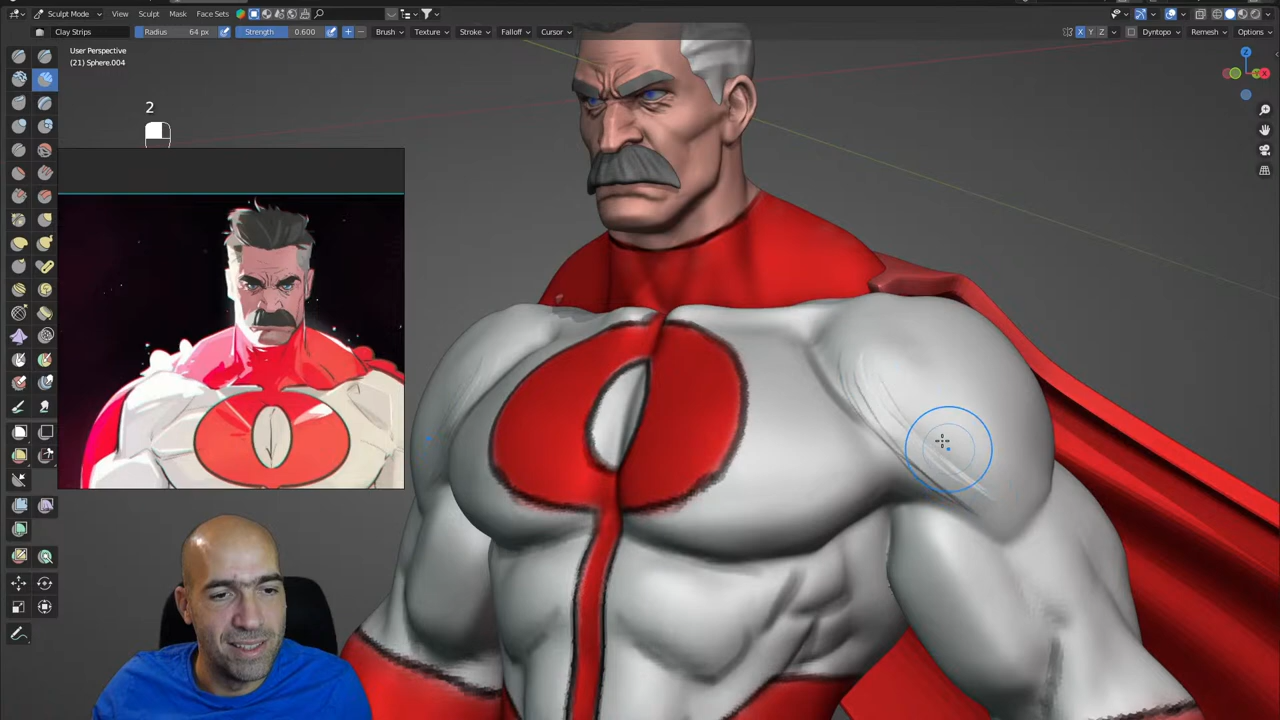 Sculpt Mode View Sculpt Mask Face Sets
Clay Strips Radius 64 px Strength 0.600 Brush Texture Stroke Falloff Cursor X Y Z Dyntopo Remesh Options
User Perspective
(21) Sphere.004
Z
X
2